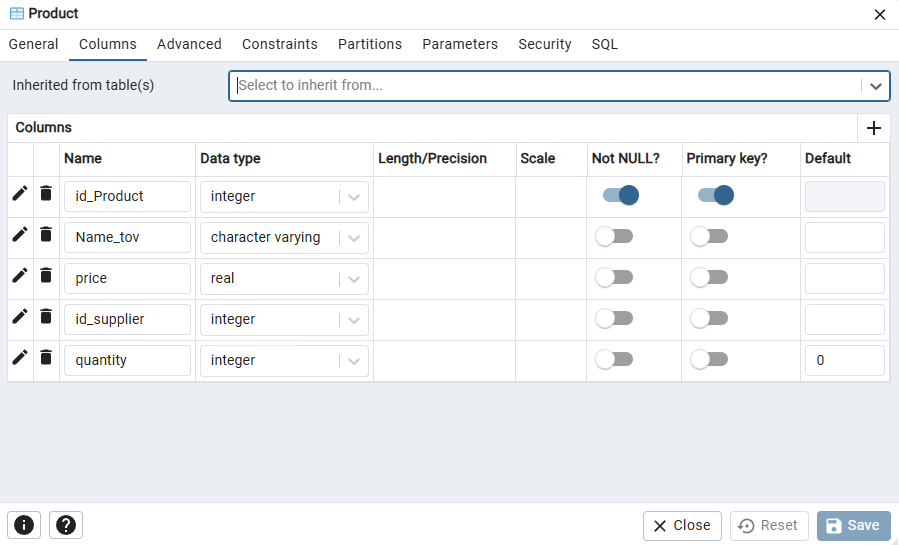 Product
General Columns Advanced Constraints Partitions Parameters Security SQL
Inherited from table(s) Select to inherit from...
Columns
Name Data type Length/Precision Scale Not NULL? Primary key? Default
id_Product integer
Name_tov character varying
price real
id_supplier integer
quantity integer 0
Close Reset Save